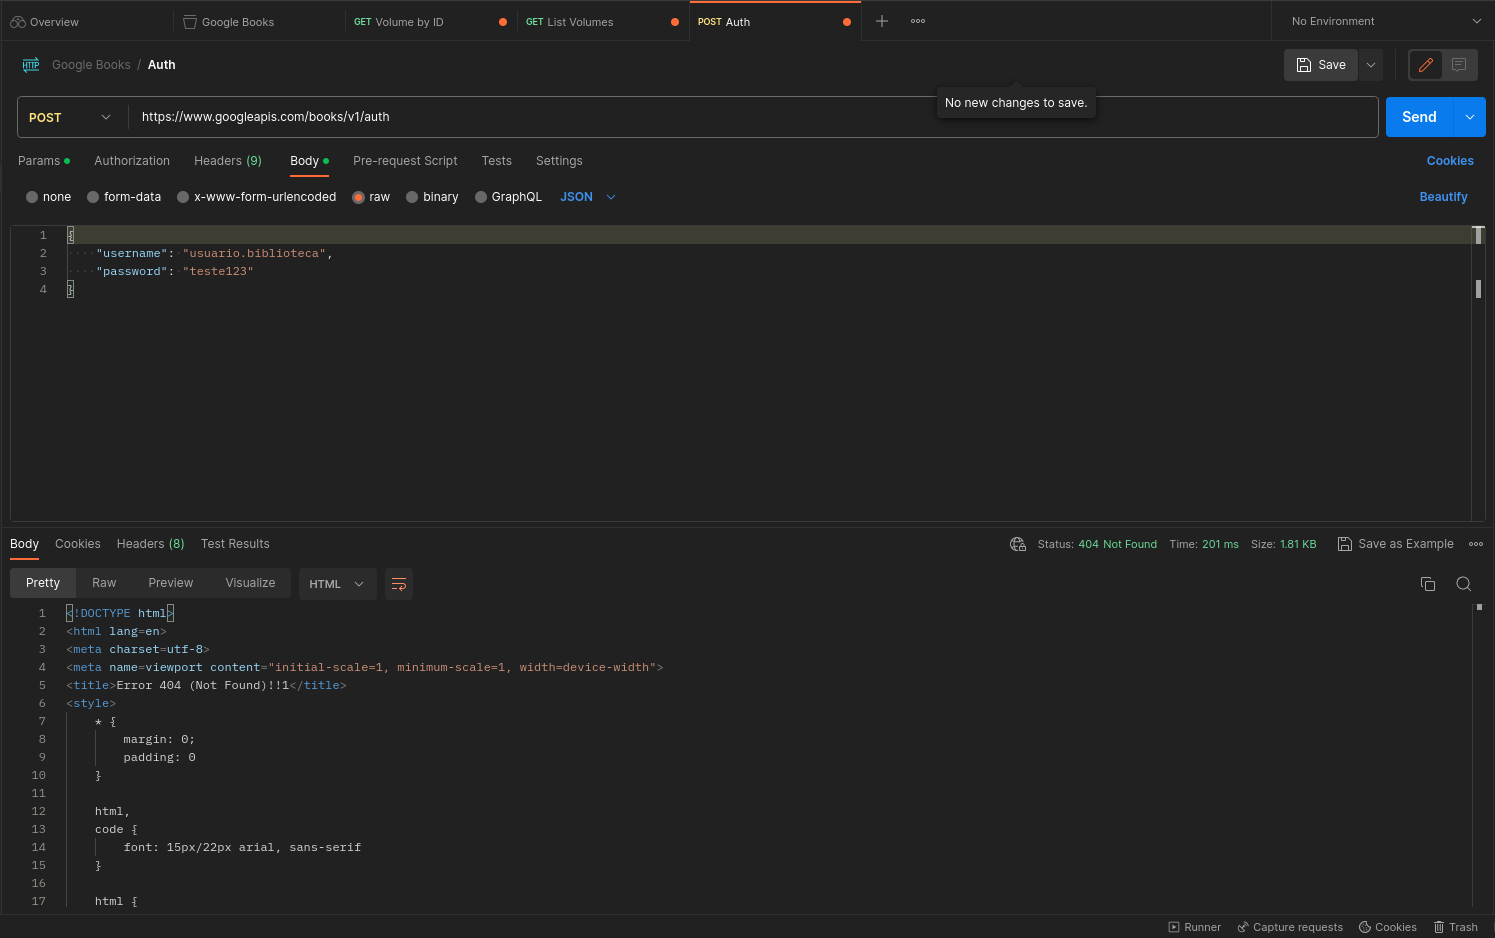 Overview
Google Books
GET Volume by ID
GET List Volumes
POST Auth
No Environment
Google Books / Auth
Save
No new changes to save.
POST
https://www.googleapis.com/books/v1/auth
Send
Params
Authorization
Headers (9)
Body
Pre-request Script
Tests
Settings
Cookies
none
form-data
x-www-form-urlencoded
raw
binary
GraphQL
JSON
Beautify
1 {
2 "username": "usuario.biblioteca",
3 "password": "teste123"
4 }
Body
Cookies
Headers (8)
Test Results
Status: 404 Not Found
Time: 201 ms
Size: 1.81 KB
Save as Example
Pretty
Raw
Preview
Visualize
HTML
1 <!DOCTYPE html>
2 <html lang=en>
3 <meta charset=utf-8>
4 <meta name=viewport content="initial-scale=1, minimum-scale=1, width=device-width">
5 <title>Error 404 (Not Found)!!1</title>
6 <style>
7 * {
8 margin: 0;
9 padding: 0
10 }
11
12 html,
13 code {
14 font: 15px/22px arial, sans-serif
15 }
16
17 html {
Runner
Capture requests
Cookies
Trash